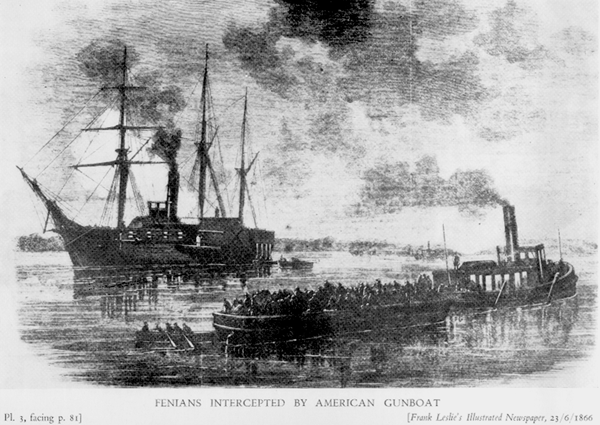 FENIANS INTERCEPTED BY AMERICAN GUNBOAT
Pl. 3, facing p. 81]
[Frank Leslie's Illustrated Newspaper, 23/6/1866